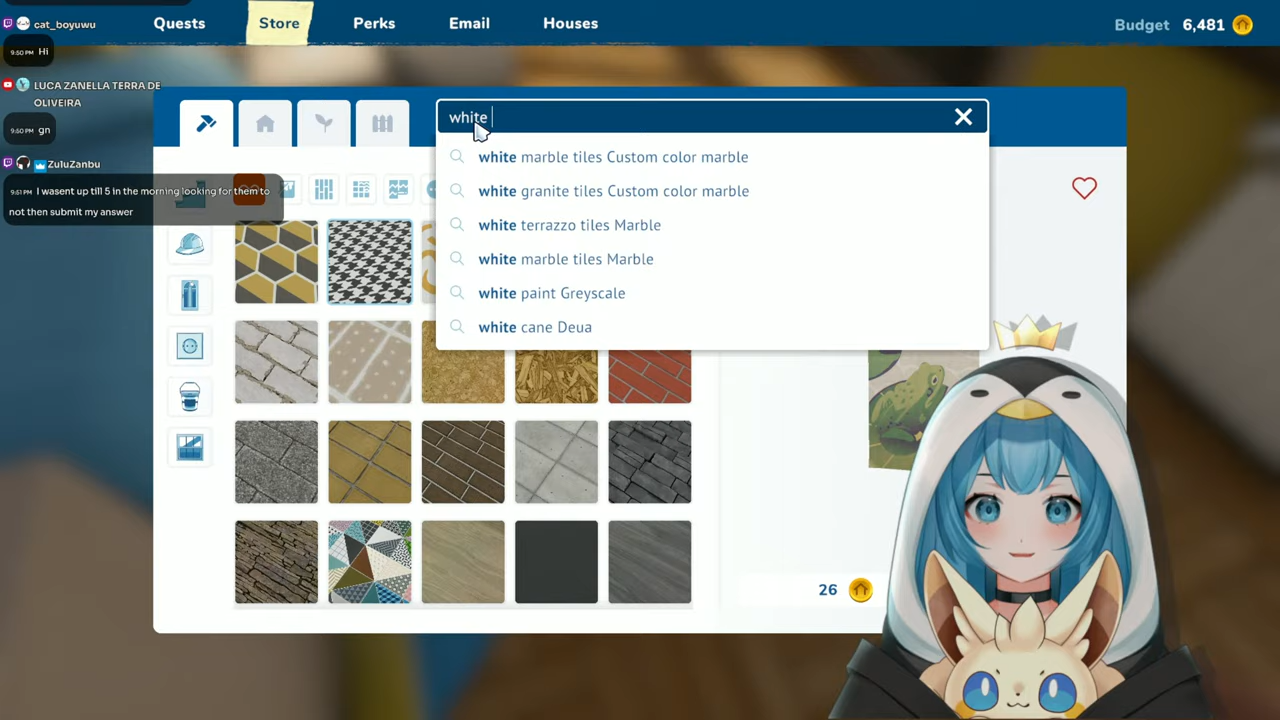 Quests
Store
Perks
Email
Houses
Budget 6,481
cat_boyuwu
9:50 PM Hi
LUCA ZANELLA TERRA DE
OLIVEIRA
9:50 PM gn
ZuluZanbu
9:51 PM I wasent up till 5 in the morning looking for them to
not then submit my answer
white
white marble tiles Custom color marble
white granite tiles Custom color marble
white terrazzo tiles Marble
white marble tiles Marble
white paint Greyscale
white cane Deua
26